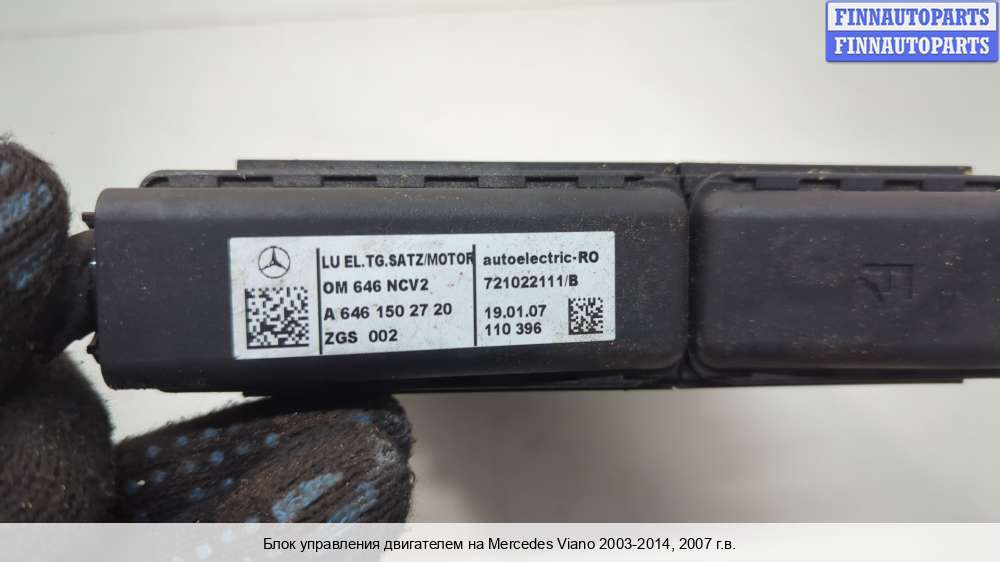 FINNAUTOPARTS
FINNAUTOPARTS
LU EL.TG.SATZ/MOTOR
OM 646 NCV2
A 646 150 27 20
ZGS 002
autoelectric-RO
721022111/B
19.01.07
110 396
Блок управления двигателем на Mercedes Viano 2003-2014, 2007 г.в.